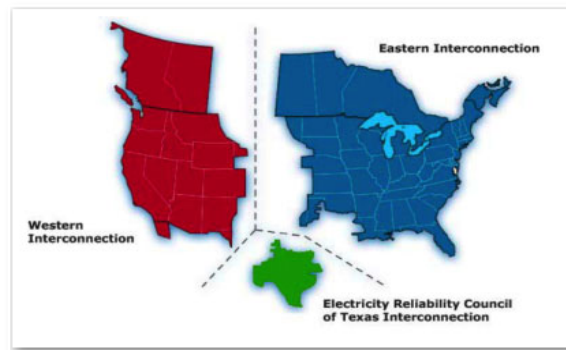 Eastern Interconnection
Western
Interconnection
Electricity Reliability Council
of Texas Interconnection